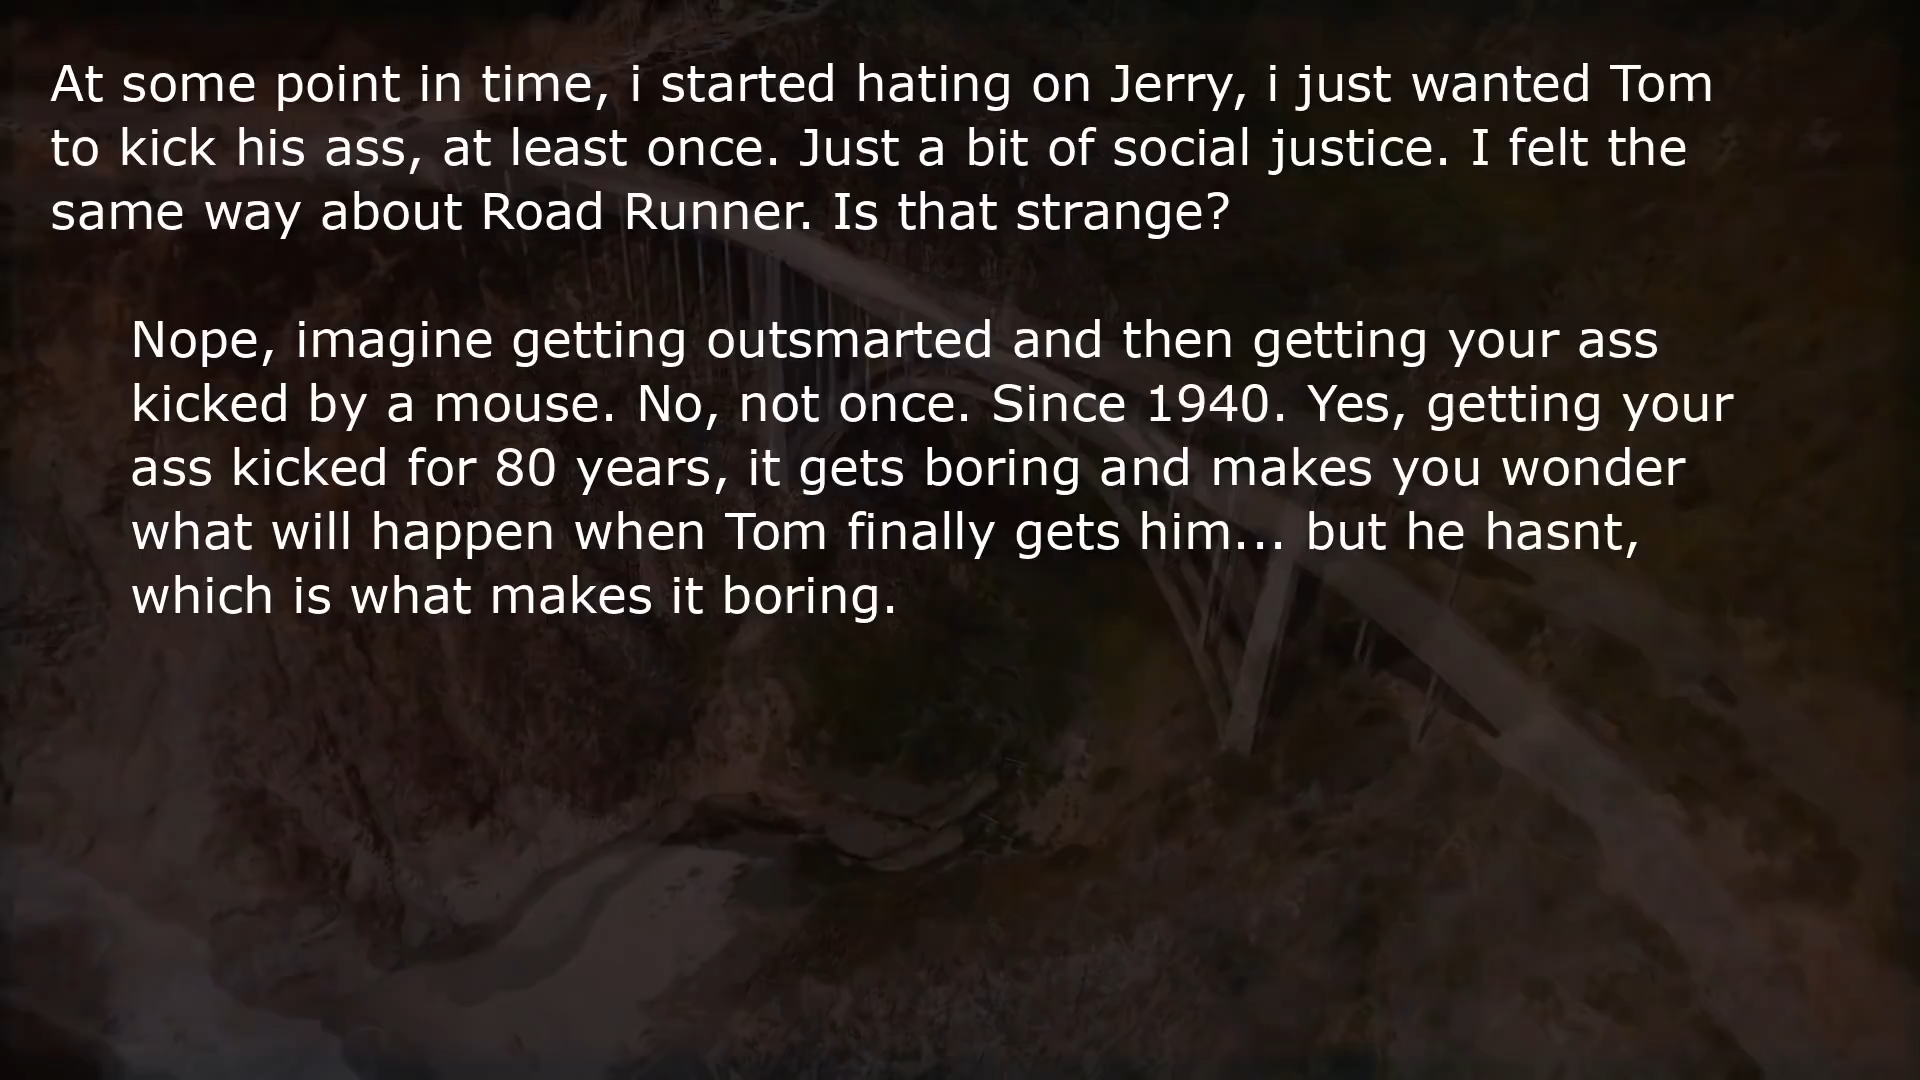 At some point in time, i started hating on Jerry, i just wanted Tom
to kick his ass, at least once. Just a bit of social justice. I felt the
same way about Road Runner. Is that strange?
Nope, imagine getting outsmarted and then getting your ass
kicked by a mouse. No, not once. Since 1940. Yes, getting your
ass kicked for 80 years, it gets boring and makes you wonder
what will happen when Tom finally gets him... but he hasnt,
which is what makes it boring.